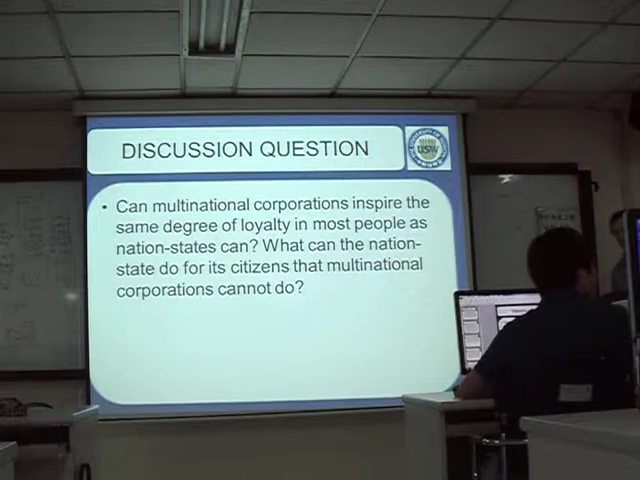 DISCUSSION QUESTION
USW
• Can multinational corporations inspire the
same degree of loyalty in most people as
nation-states can? What can the nation-
state do for its citizens that multinational
corporations cannot do?